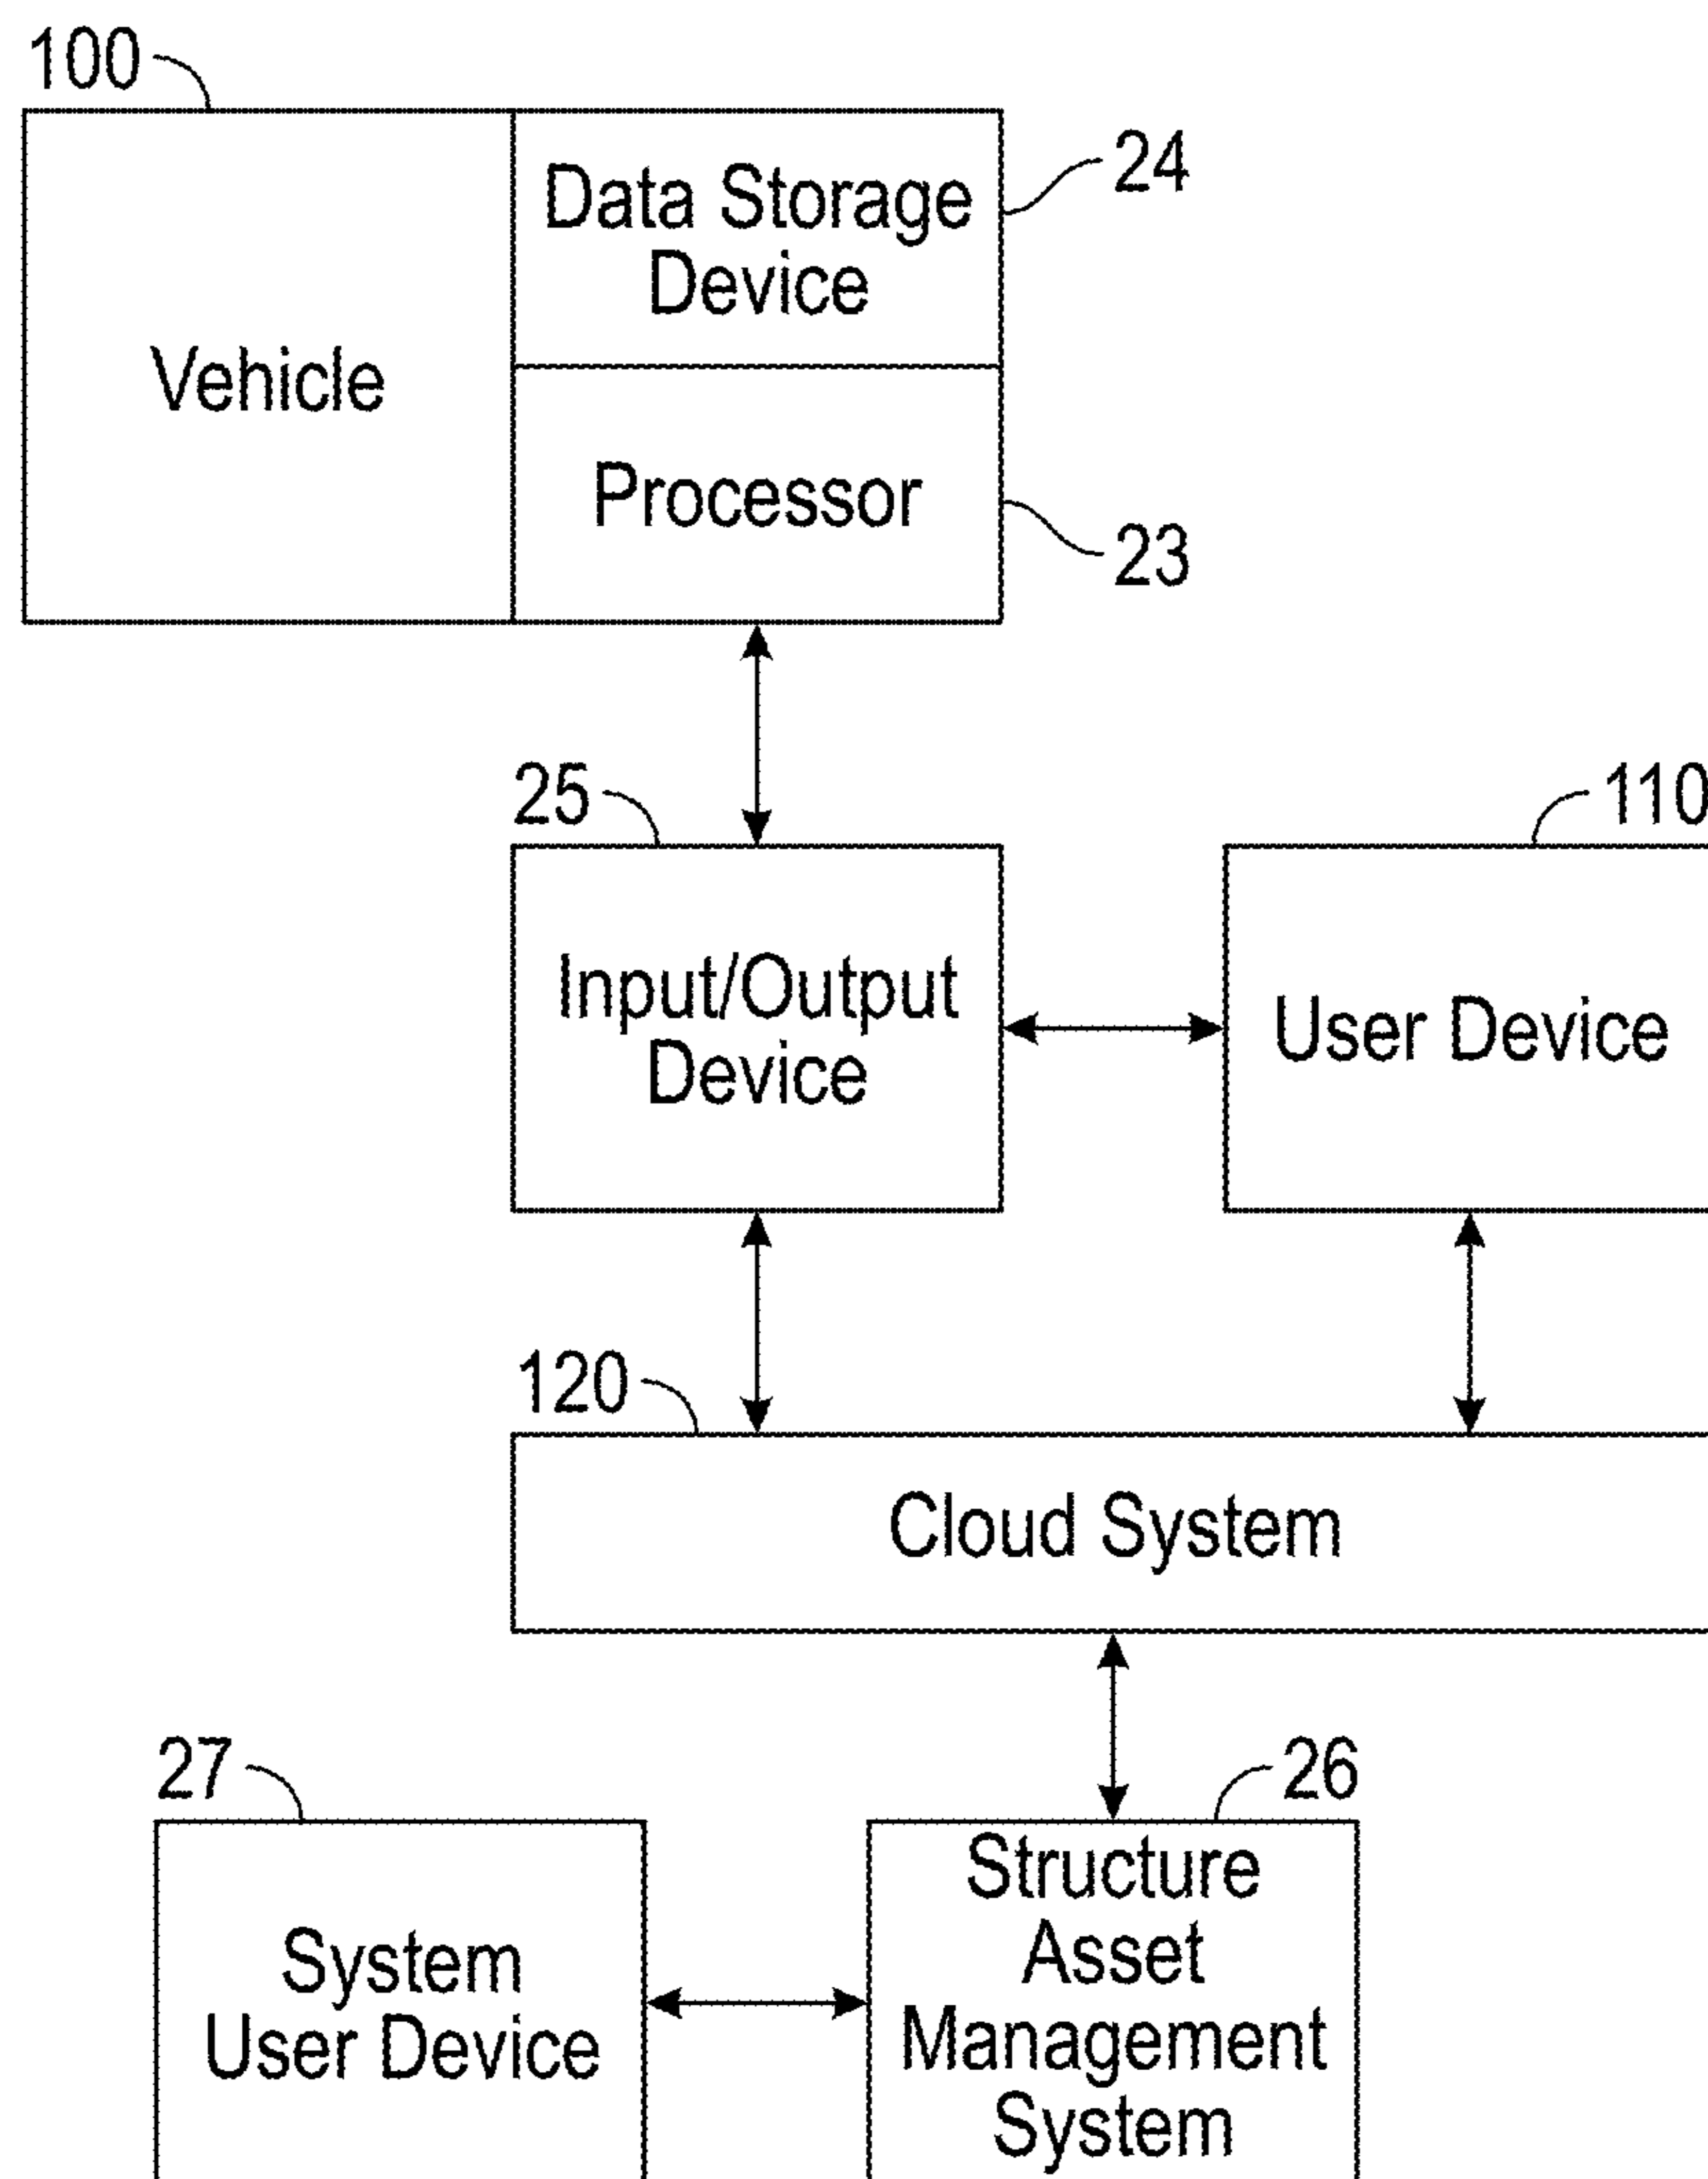 100
Data Storage
Device
24
Vehicle
Processor
23
25
110
Input/Output
Device
User Device
120
Cloud System
27
26
System
User Device
Structure
Asset
Management
System